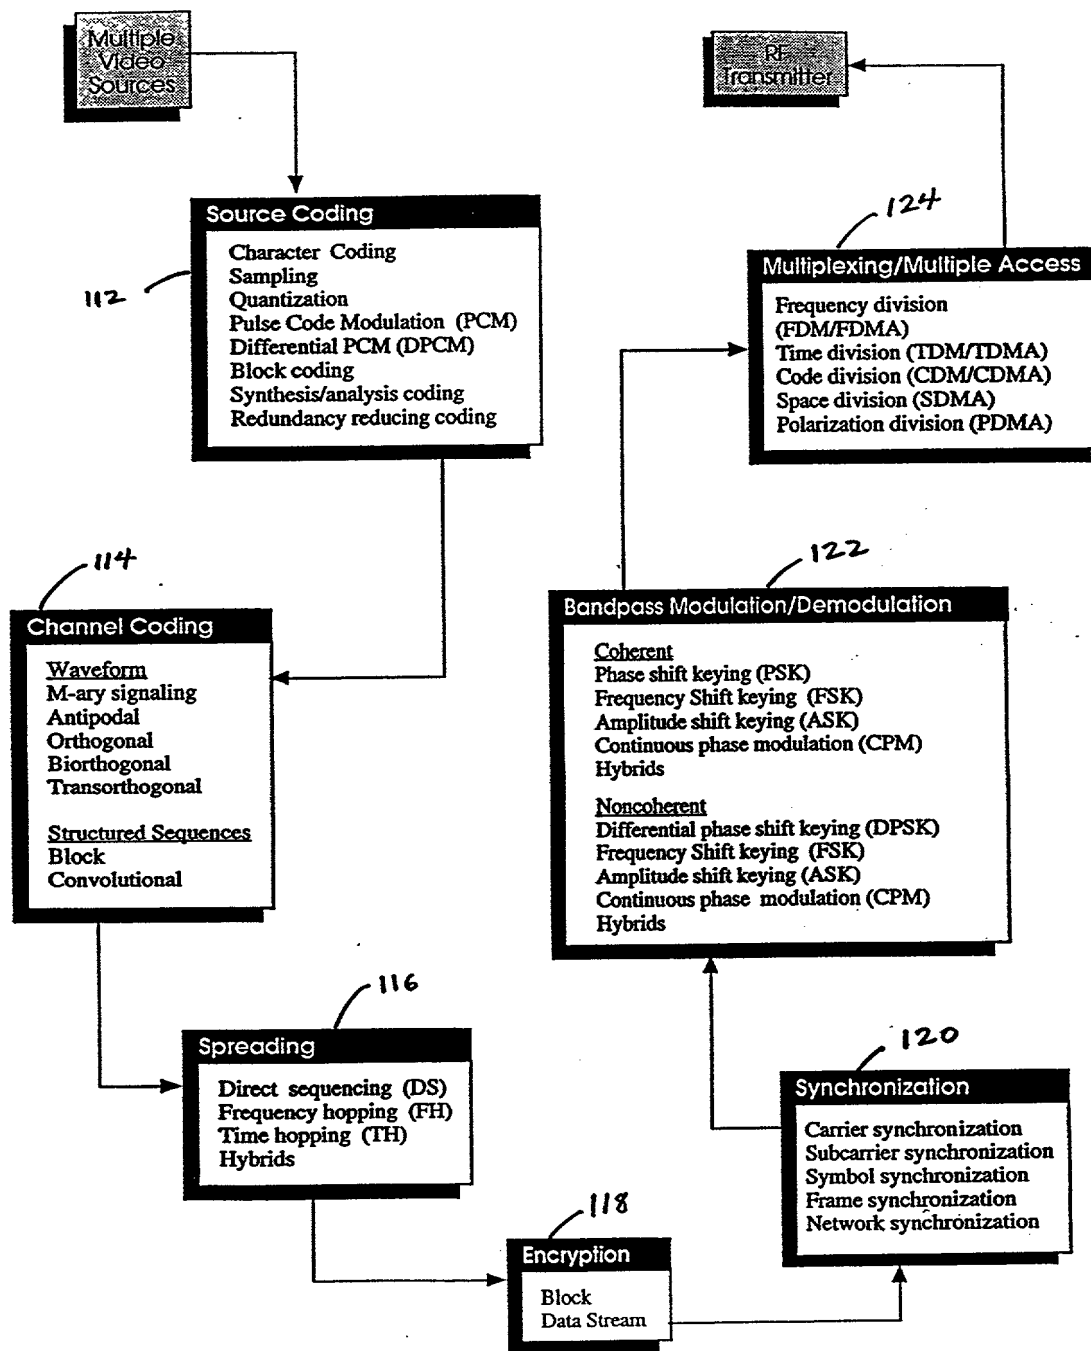 Multiple
Video
Sources
RF
Transmitter
Source Coding
Character Coding
Sampling
Quantization
Pulse Code Modulation (PCM)
Differential PCM (DPCM)
Block coding
Synthesis/analysis coding
Redundancy reducing coding
112
124
Multiplexing/Multiple Access
Frequency division
(FDM/FDMA)
Time division (TDM/TDMA)
Code division (CDM/CDMA)
Space division (SDMA)
Polarization division (PDMA)
114
Channel Coding
Waveform
M-ary signaling
Antipodal
Orthogonal
Biorthogonal
Transorthogonal
Structured Sequences
Block
Convolutional
122
Bandpass Modulation/Demodulation
Coherent
Phase shift keying (PSK)
Frequency Shift keying (FSK)
Amplitude shift keying (ASK)
Continuous phase modulation (CPM)
Hybrids
Noncoherent
Differential phase shift keying (DPSK)
Frequency Shift keying (FSK)
Amplitude shift keying (ASK)
Continuous phase modulation (CPM)
Hybrids
116
Spreading
Direct sequencing (DS)
Frequency hopping (FH)
Time hopping (TH)
Hybrids
118
Encryption
Block
Data Stream
120
Synchronization
Carrier synchronization
Subcarrier synchronization
Symbol synchronization
Frame synchronization
Network synchronization